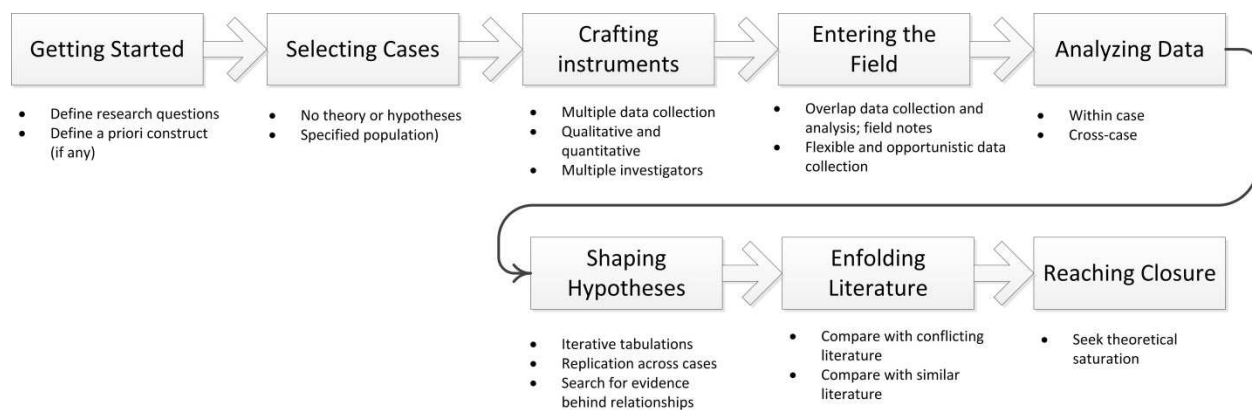 Getting Started
Selecting Cases
Crafting
instruments
Entering the
Field
Analyzing Data
• Define research questions
• Define a priori construct
(if any)
• No theory or hypotheses
• Specified population)
• Multiple data collection
• Qualitative and
quantitative
• Multiple investigators
• Overlap data collection and
analysis; field notes
• Flexible and opportunistic data
collection
• Within case
• Cross-case
Shaping
Hypotheses
Enfolding
Literature
Reaching Closure
• Iterative tabulations
• Replication across cases
• Search for evidence
behind relationships
• Compare with conflicting
literature
• Compare with similar
literature
• Seek theoretical
saturation